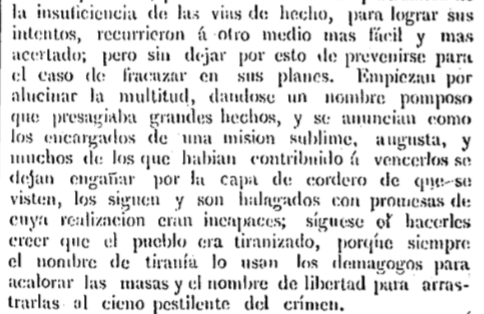 la insuficiencia de las vias de hecho, para lograr sus
intentos, recurrieron á otro medio mas fácil y mas
acertado; pero sin dejar por esto de prevenirse para
el caso de fracazar en sus planes. Empiezan por
alucinar la multitud, dandose un nombre pomposo
que presagiaba grandes hechos, y se anuncian como
los encargados de una mision sublime, augusta, y
muchos de los que habian contribuido á vencerlos se
dejan engañar por la capa de cordero de que se
visten, los siguen y son halagados con promesas de
cuya realizacion eran incapaces; síguese el hacerles
creer que el pueblo era tiranizado, porqúe siempre
el nombre de tiranía lo usan los demagogos para
acalorar las masas y el nombre de libertad para arras-
trarlas al cieno pestilente del crímen.